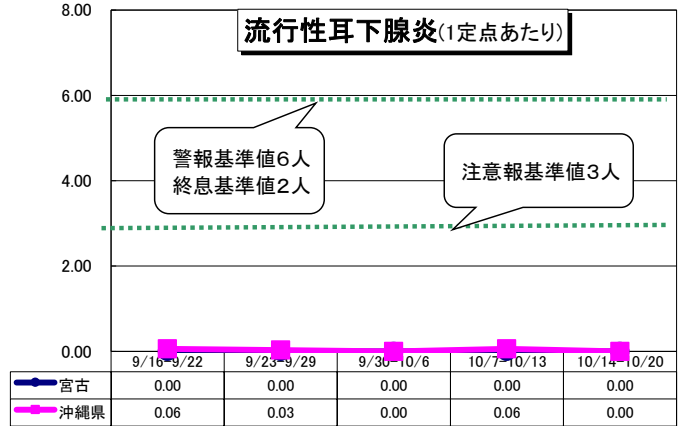 流行性耳下腺炎(1定点あたり)
8.00
6.00
警報基準値6人
終息基準値2人
注意報基準値3人
4.00
2.00
0.00
9/16-9/22 9/23-9/29 9/30-10/6 10/7-10/13 10/14-10/20
宮古 0.00 0.00 0.00 0.00 0.00
沖縄県 0.06 0.03 0.00 0.06 0.00